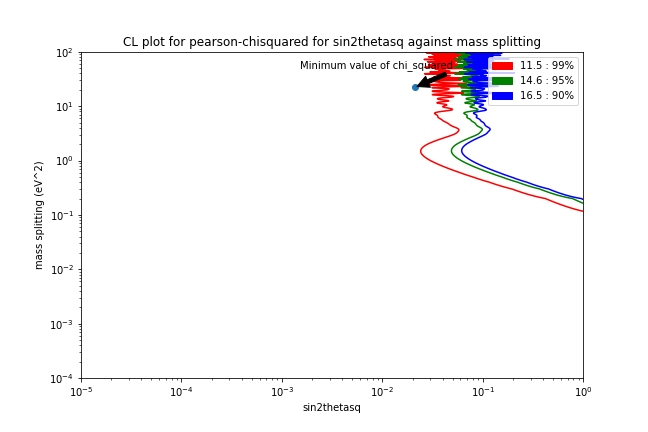 CL plot for pearson-chisquared for sin2thetasq against mass splitting
10^2
10^1
10^0
10^-1
10^-2
10^-3
10^-4
mass splitting (eV^2)
Minimum value of chi_squared
11.5 : 99%
14.6 : 95%
16.5 : 90%
10^-5
10^-4
10^-3
10^-2
10^-1
10^0
sin2thetasq